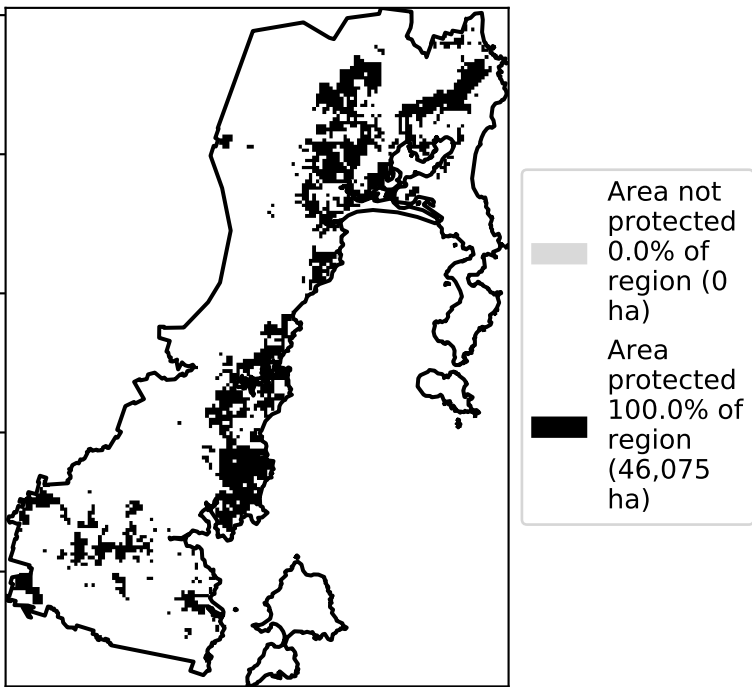 Area not
protected
0.0% of
region (0
ha)
Area
protected
100.0% of
region
(46,075
ha)